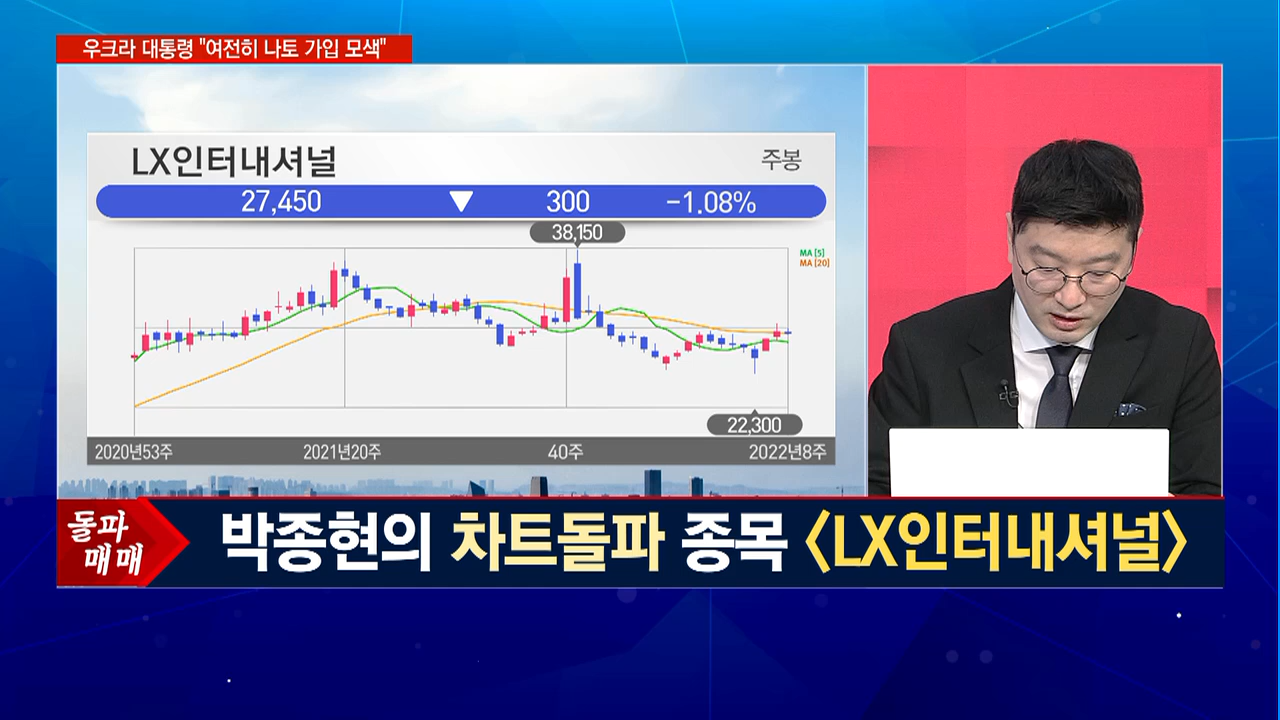 우크라 대통령 "여전히 나토 가입 모색"
LX인터내셔널
주봉
27,450 ▼ 300 -1.08%
38,150
MA [5]
MA [20]
22,300
2020년53주 2021년20주 40주 2022년8주
돌파
매매
박종현의 차트돌파 종목 <LX인터내셔널>